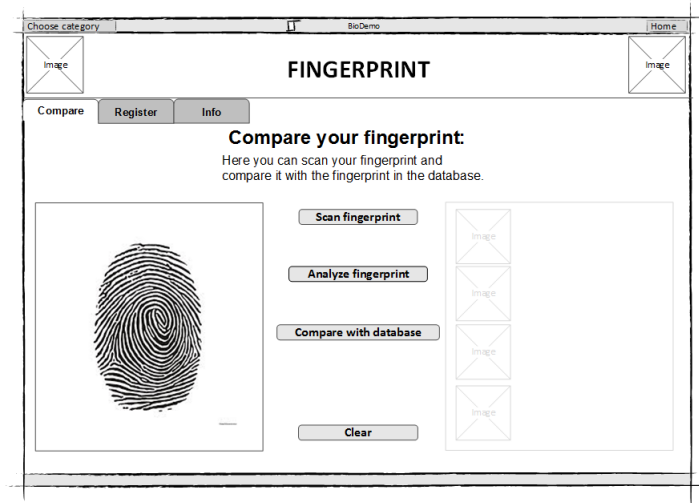 Choose category
BioDemo
Home
Image
FINGERPRINT
Image
Compare
Register
Info
Compare your fingerprint:
Here you can scan your fingerprint and
compare it with the fingerprint in the database.
Scan fingerprint
Image
Analyze fingerprint
Image
Compare with database
Image
Image
Clear